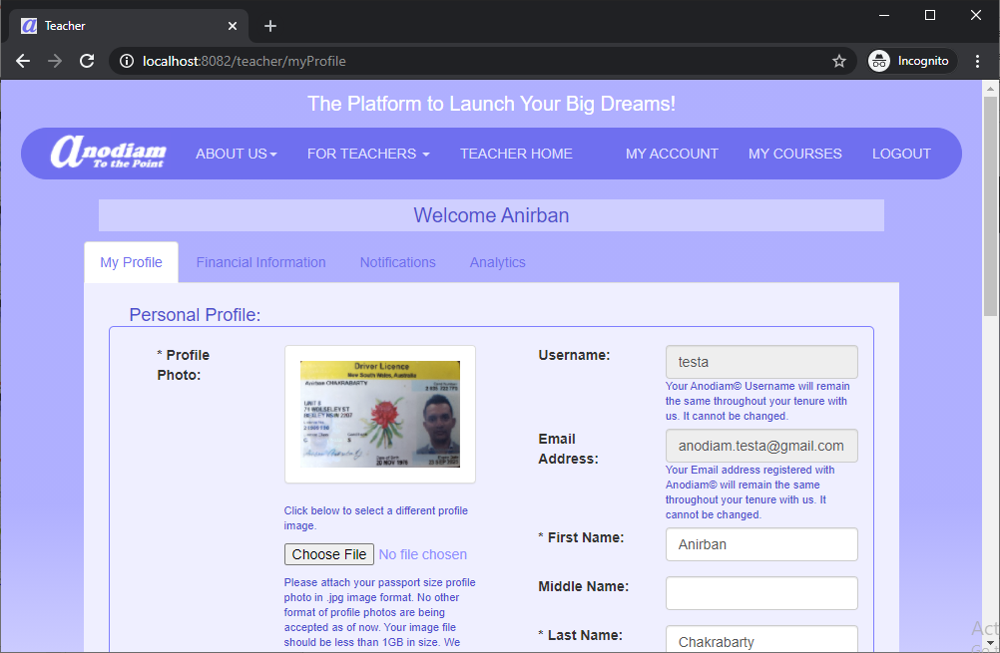 Teacher
localhost:8082/teacher/myProfile
Incognito
The Platform to Launch Your Big Dreams!
anodiam
To the Point
ABOUT US
FOR TEACHERS
TEACHER HOME
MY ACCOUNT
MY COURSES
LOGOUT
Welcome Anirban
My Profile
Financial Information
Notifications
Analytics
Personal Profile:
* Profile
Photo:
Driver Licence
New South Wales, Australia
Anirban CHAKRABARTY
20 NOV 1976
Click below to select a different profile
image.
Choose File No file chosen
Please attach your passport size profile
photo in .jpg image format. No other
format of profile photos are being
accepted as of now. Your image file
should be less than 1GB in size. We
Username:
testa
Your Anodiam© Username will remain
the same throughout your tenure with
us. It cannot be changed.
Email
Address:
anodiam.testa@gmail.com
Your Email address registered with
Anodiam© will remain the same
throughout your tenure with us. It
cannot be changed.
* First Name:
Anirban
Middle Name:
* Last Name:
Chakrabarty